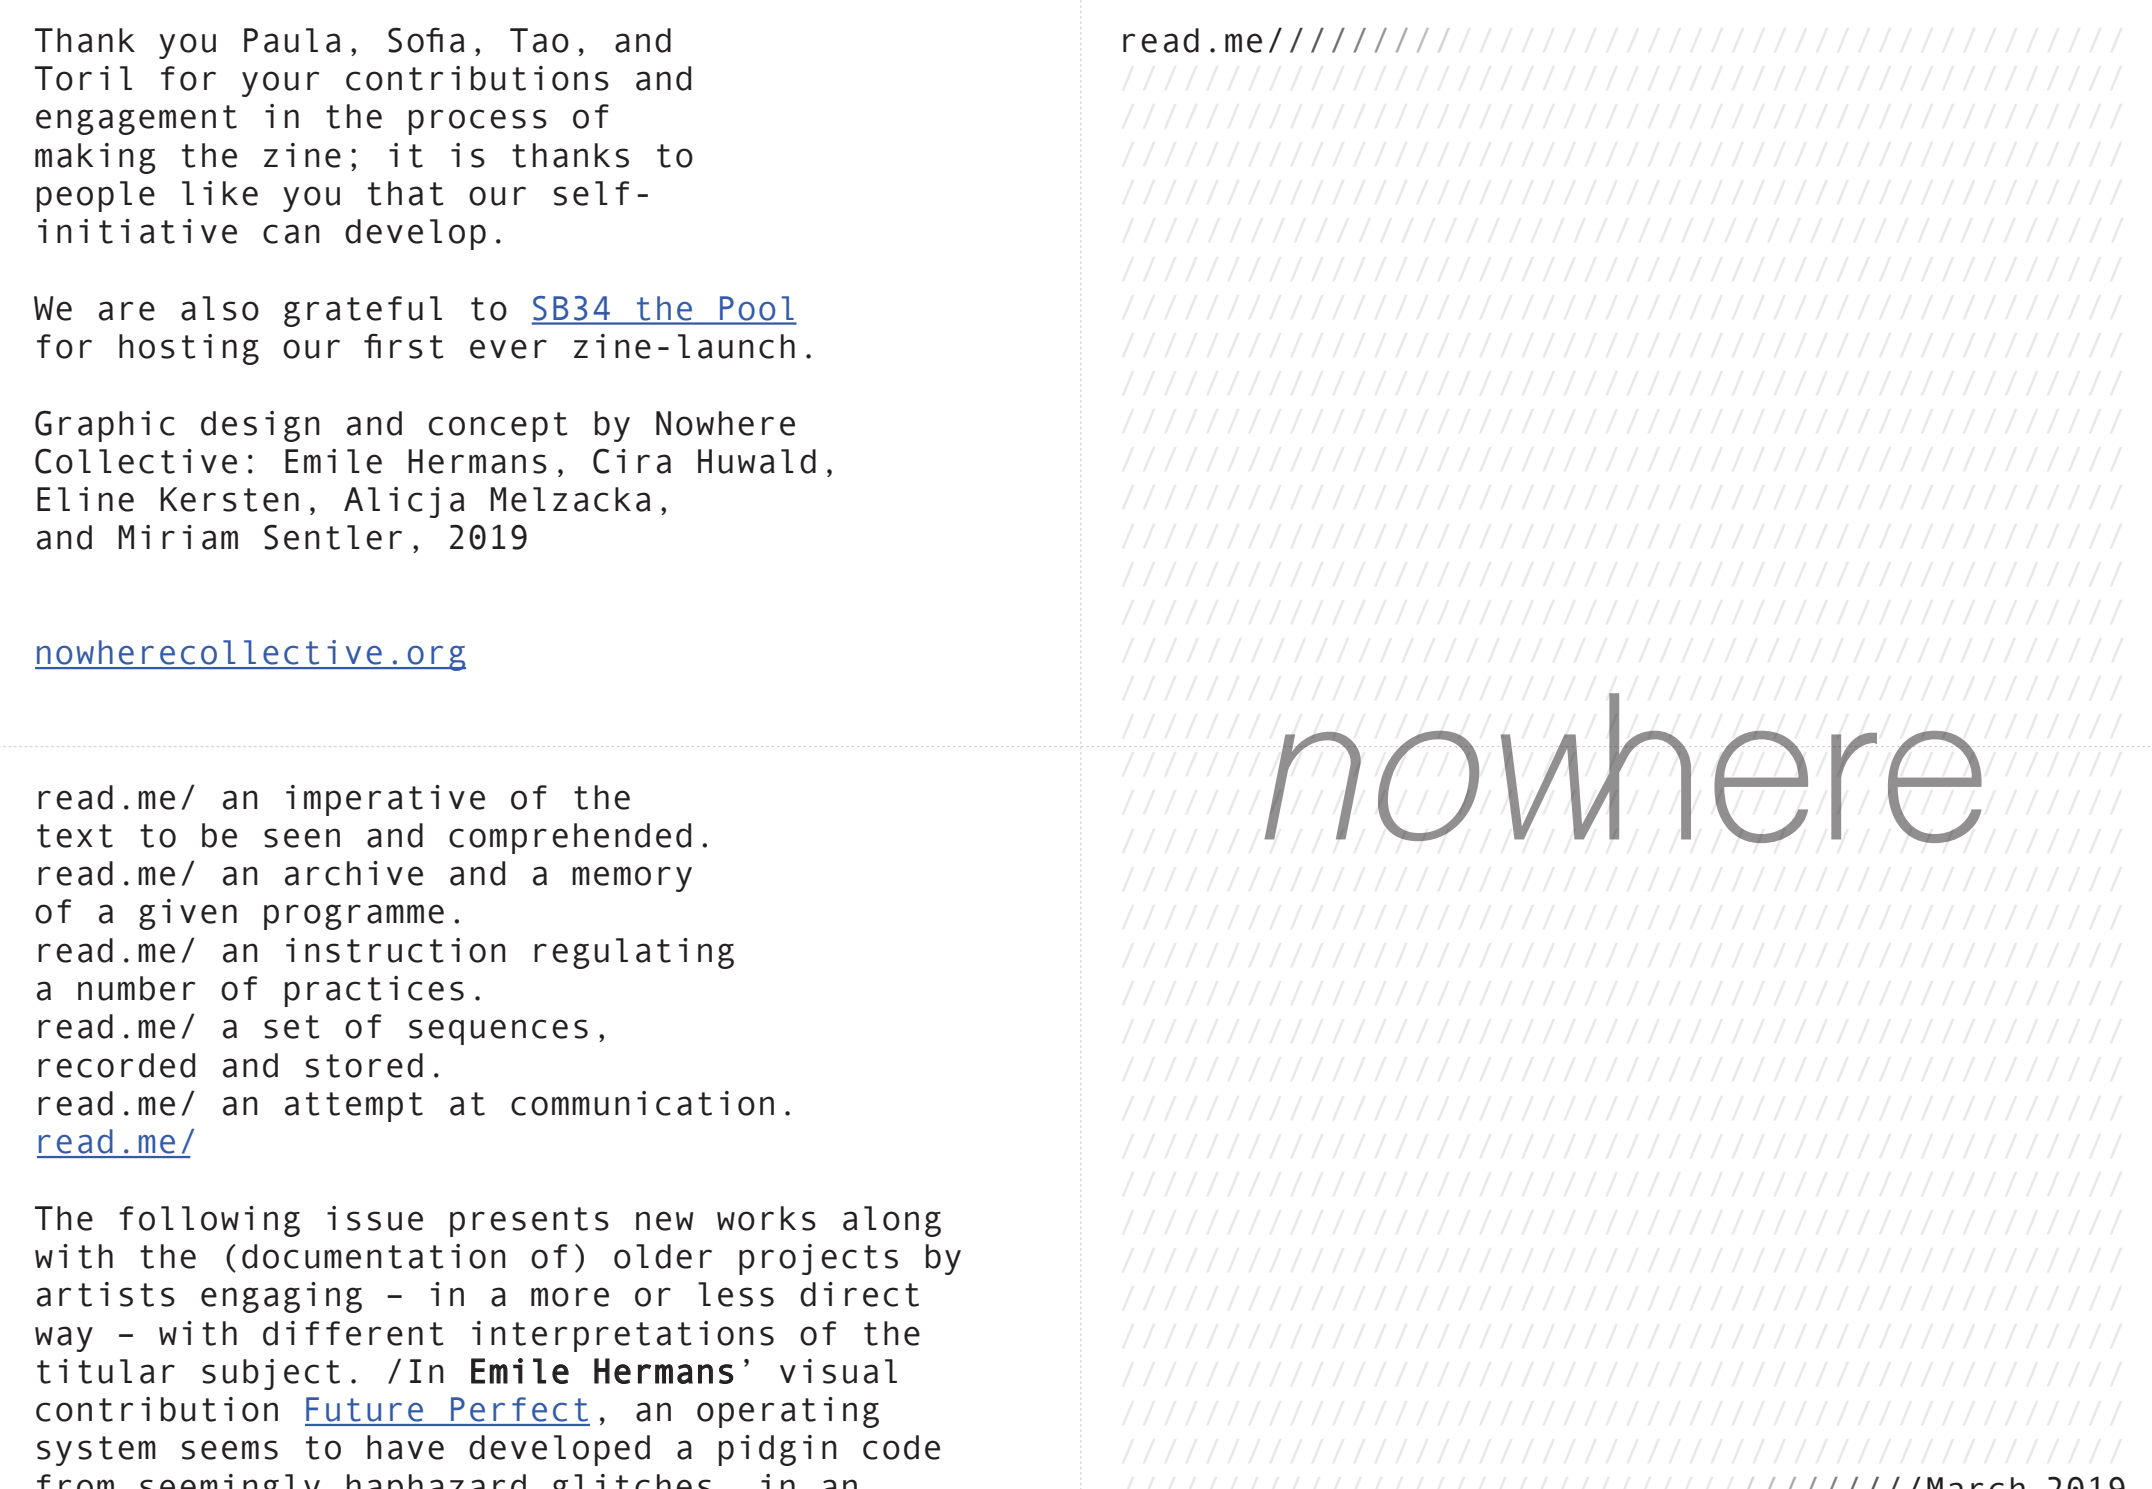 Thank you Paula, Sofia, Tao, and
Toril for your contributions and
engagement in the process of
making the zine; it is thanks to
people like you that our self-
initiative can develop.
We are also grateful to SB34 the Pool
for hosting our first ever zine-launch.
Graphic design and concept by Nowhere
Collective: Emile Hermans, Cira Huwald,
Eline Kersten, Alicja Melzacka,
and Miriam Sentler, 2019
nowherecollective.org
read.me/ an imperative of the
text to be seen and comprehended.
read.me/ an archive and a memory
of a given programme.
read.me/ an instruction regulating
a number of practices.
read.me/ a set of sequences,
recorded and stored.
read.me/ an attempt at communication.
read.me/
The following issue presents new works along
with the (documentation of) older projects by
artists engaging – in a more or less direct
way – with different interpretations of the
titular subject. /In Emile Hermans’ visual
contribution Future Perfect, an operating
system seems to have developed a pidgin code
from seemingly haphazard glitches, in an
read.me/////////
nowhere
/////////March 2019